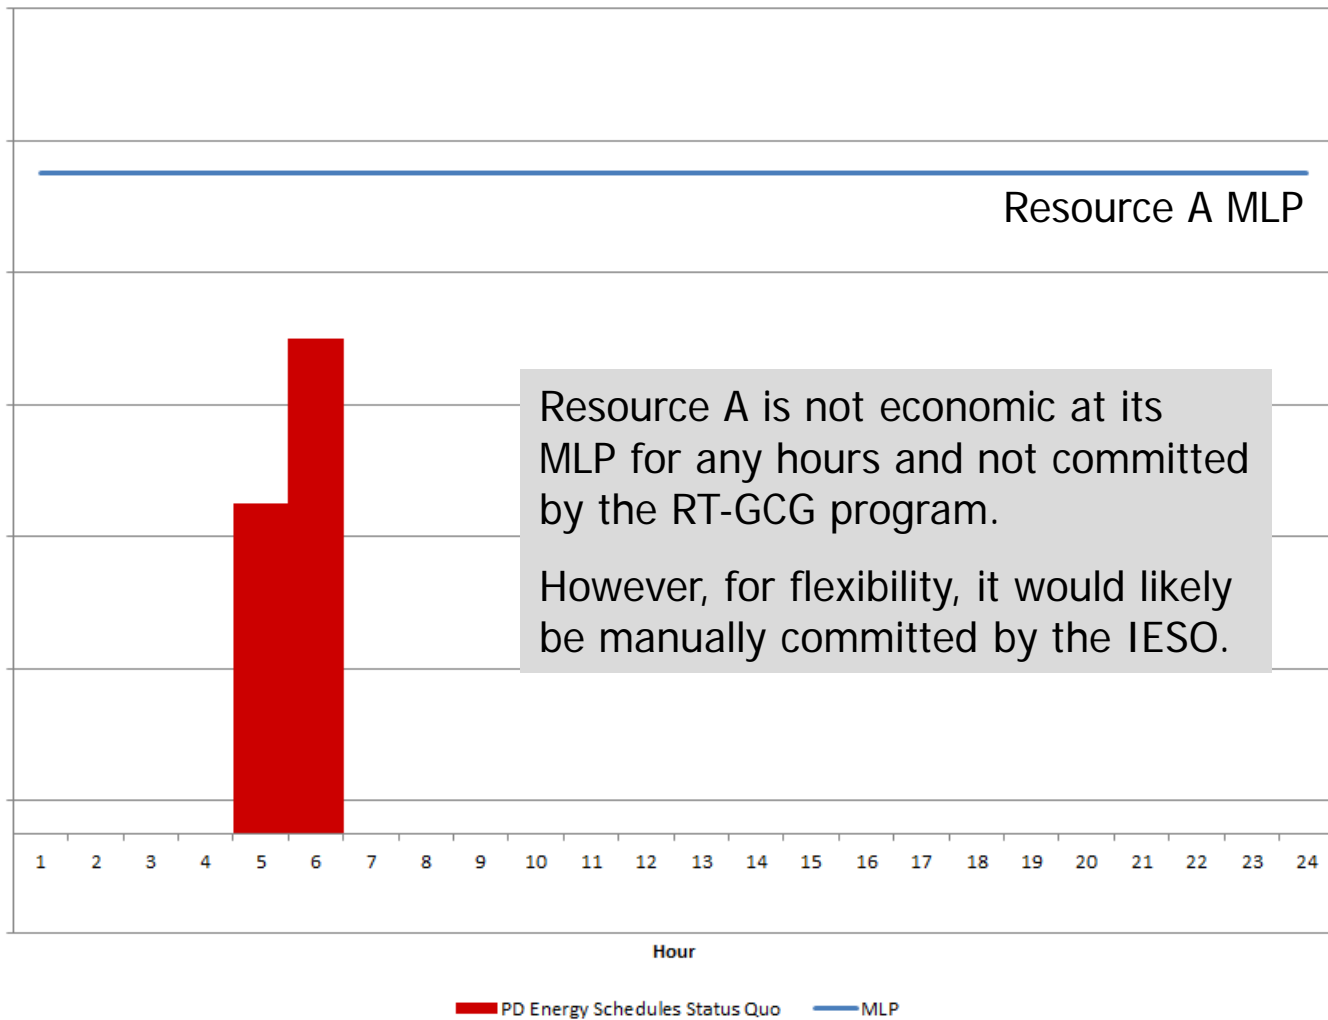 Resource A MLP
Resource A is not economic at its
MLP for any hours and not committed
by the RT-GCG program.
However, for flexibility, it would likely
be manually committed by the IESO.
1 2 3 4 5 6 7 8 9 10 11 12 13 14 15 16 17 18 19 20 21 22 23 24
Hour
PD Energy Schedules Status Quo MLP